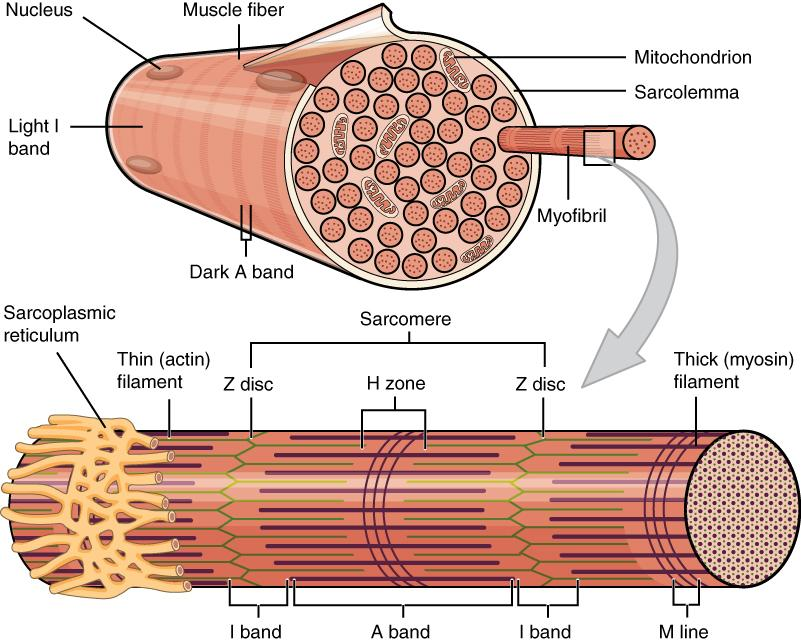 Nucleus
Muscle fiber
Mitochondrion
Sarcolemma
Light I
band
Myofibril
Dark A band
Sarcoplasmic
reticulum
Sarcomere
Thin (actin)
filament
Z disc
H zone
Z disc
Thick (myosin)
filament
I band
A band
I band
M line